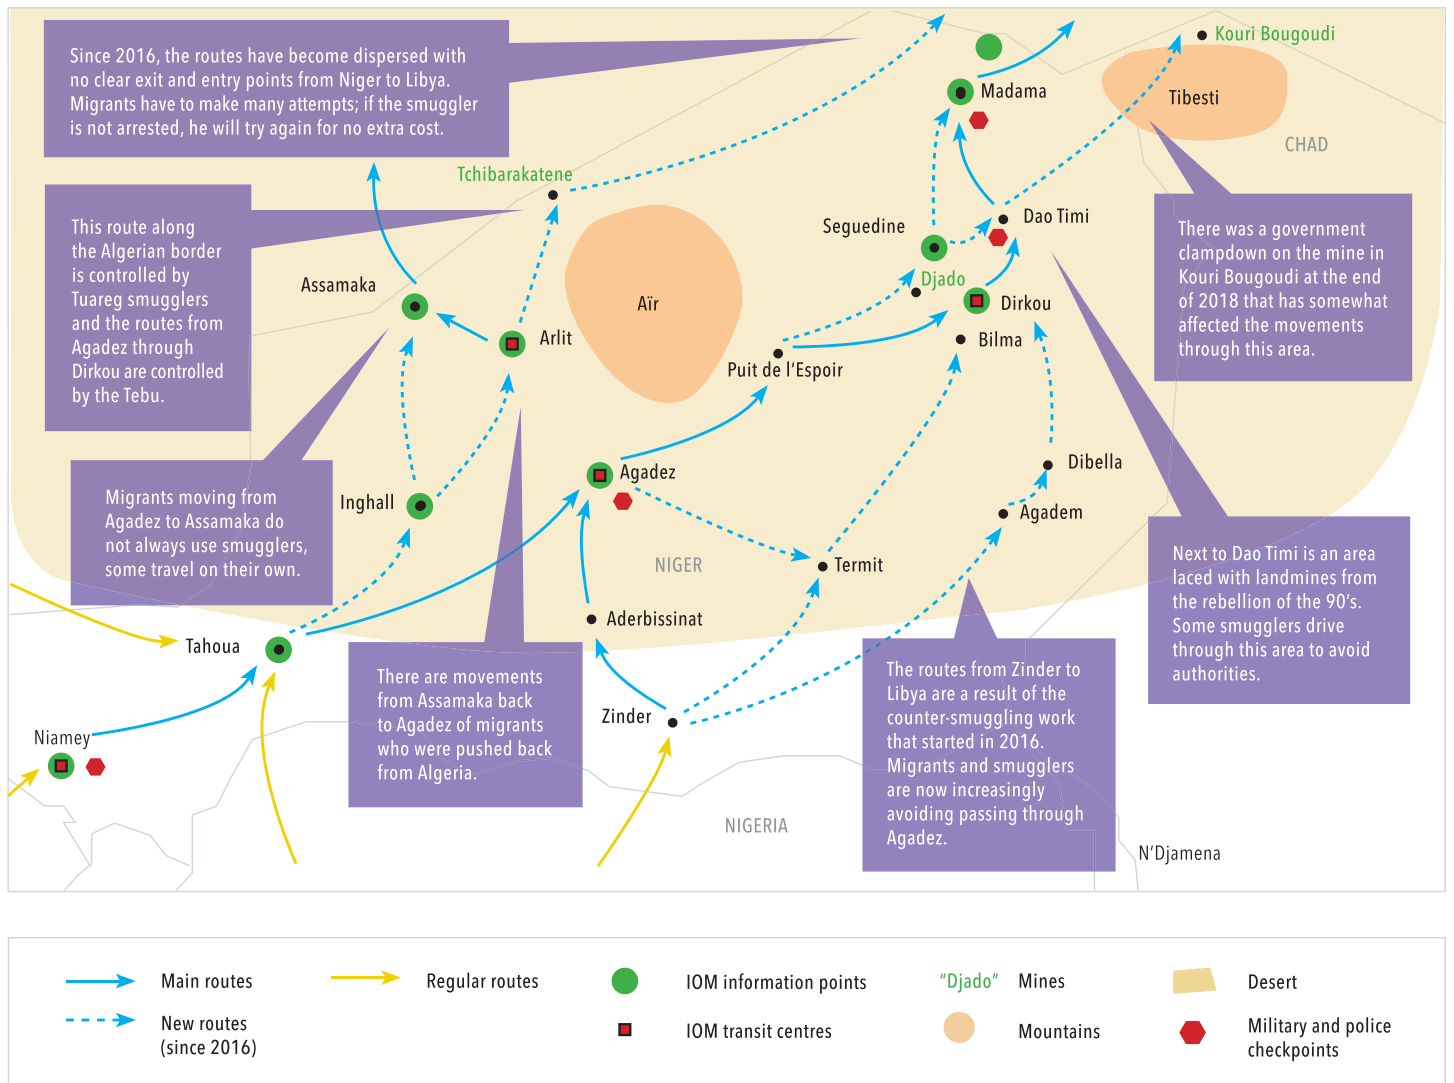 Since 2016, the routes have become dispersed with
no clear exit and entry points from Niger to Libya.
Migrants have to make many attempts; if the smuggler
is not arrested, he will try again for no extra cost.
Kouri Bougoudi
Madama
Tibesti
CHAD
Tchibarakatene
This route along
the Algerian border
is controlled by
Tuareg smugglers
and the routes from
Agadez through
Dirkou are controlled
by the Tebu.
Seguedine
Dao Timi
There was a government
clampdown on the mine in
Kouri Bougoudi at the end
of 2018 that has somewhat
affected the movements
through this area.
Assamaka
Aïr
Djado
Dirkou
Arlit
Bilma
Puit de l'Espoir
Migrants moving from
Agadez to Assamaka do
not always use smugglers,
some travel on their own.
Inghall
Agadez
Dibella
Agadem
NIGER
Termit
Next to Dao Timi is an area
laced with landmines from
the rebellion of the 90's.
Some smugglers drive
through this area to avoid
authorities.
Aderbissinat
Tahoua
There are movements
from Assamaka back
to Agadez of migrants
who were pushed back
from Algeria.
The routes from Zinder to
Libya are a result of the
counter-smuggling work
that started in 2016.
Migrants and smugglers
are now increasingly
avoiding passing through
Agadez.
Zinder
Niamey
NIGERIA
N'Djamena
Main routes
Regular routes
IOM information points
"Djado" Mines
Desert
New routes
(since 2016)
IOM transit centres
Mountains
Military and police
checkpoints